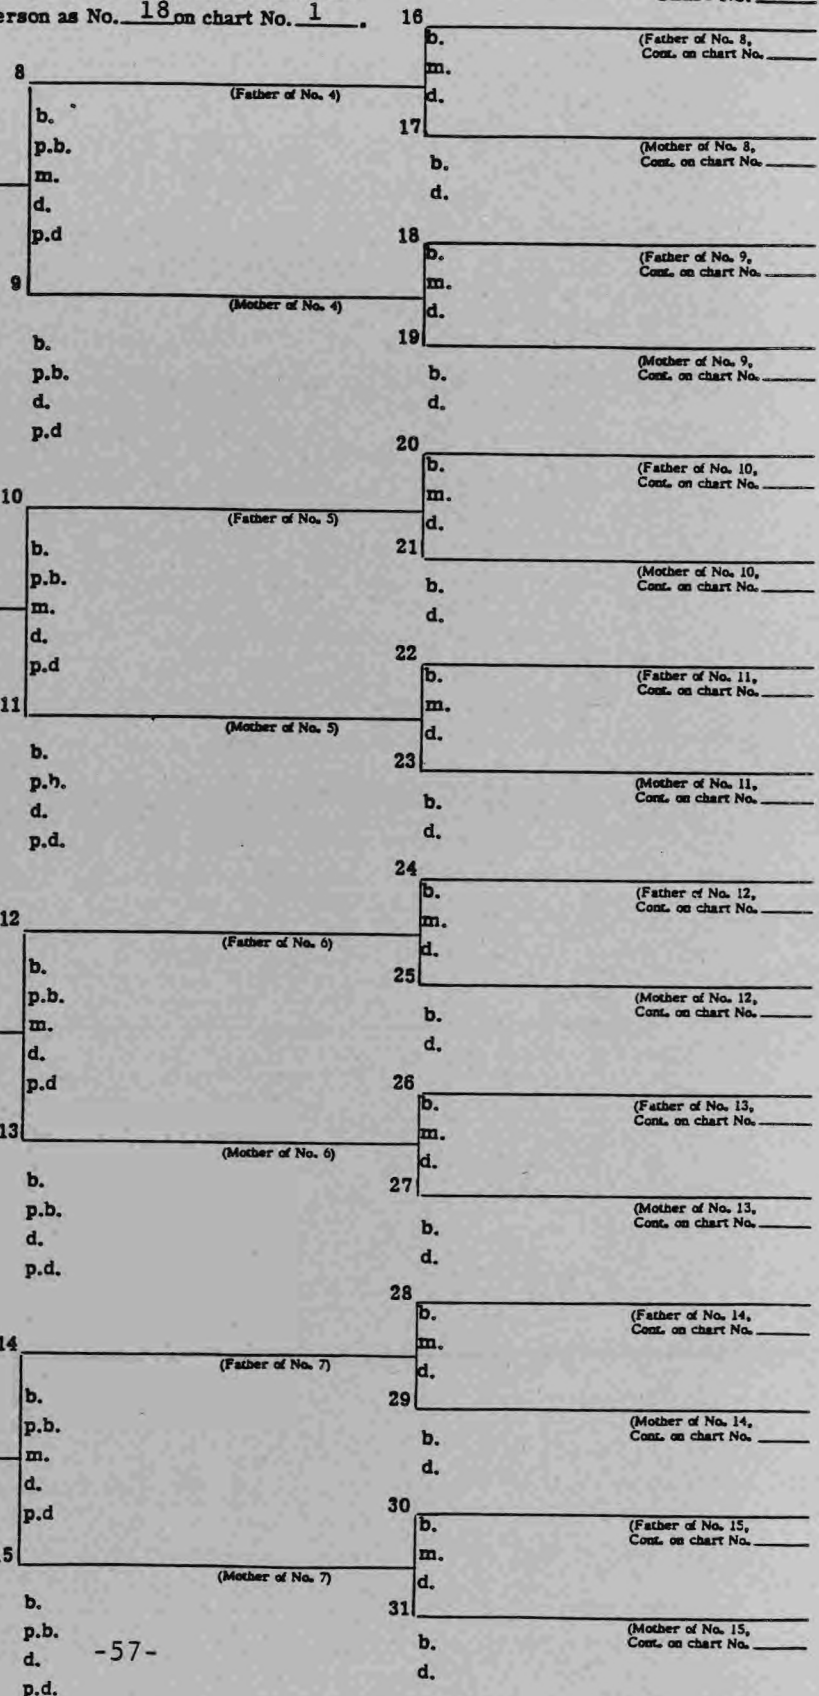 erson as No. 18 on chart No. 1 .
16
b.
(Father of No. 8,
Cont. on chart No.
m.
d.
8
(Father of No. 4)
b.
p.b.
m.
d.
p.d
17
(Mother of No. 8,
Cont. on chart No.
b.
d.
18
b.
(Father of No. 9,
Cont. on chart No.
m.
d.
9
(Mother of No. 4)
b.
p.b.
d.
p.d
19
(Mother of No. 9,
Cont. on chart No.
b.
d.
20
b.
(Father of No. 10,
Cont. on chart No.
m.
d.
10
(Father of No. 5)
b.
p.b.
m.
d.
p.d
21
(Mother of No. 10,
Cont. on chart No.
b.
d.
22
b.
(Father of No. 11,
Cont. on chart No.
m.
d.
11
(Mother of No. 5)
b.
p.b.
d.
p.d.
23
(Mother of No. 11,
Cont. on chart No.
b.
d.
24
b.
(Father of No. 12,
Cont. on chart No.
m.
d.
12
(Father of No. 6)
b.
p.b.
m.
d.
p.d
25
(Mother of No. 12,
Cont. on chart No.
b.
d.
26
b.
(Father of No. 13,
Cont. on chart No.
m.
d.
13
(Mother of No. 6)
b.
p.b.
d.
p.d.
27
(Mother of No. 13,
Cont. on chart No.
b.
d.
28
b.
(Father of No. 14,
Cont. on chart No.
m.
d.
14
(Father of No. 7)
b.
p.b.
m.
d.
p.d
29
(Mother of No. 14,
Cont. on chart No.
b.
d.
30
b.
(Father of No. 15,
Cont. on chart No.
m.
d.
5
(Mother of No. 7)
b.
p.b.
d.
p.d.
31
(Mother of No. 15,
Cont. on chart No.
b.
d.
-57-